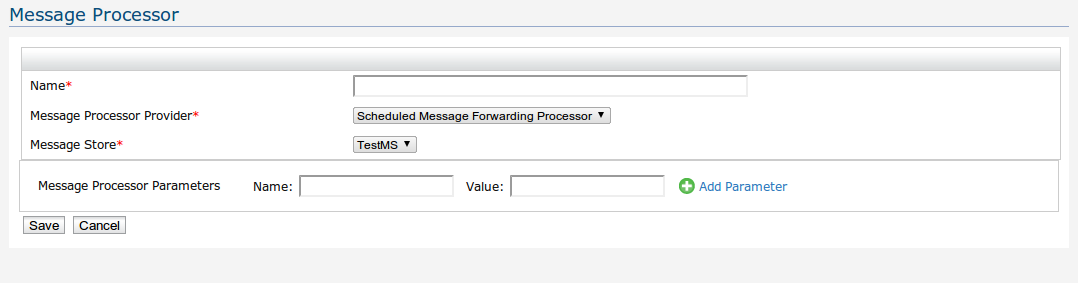 Message Processor
Name*
Message Processor Provider* Scheduled Message Forwarding Processor
Message Store* TestMS
Message Processor Parameters Name: Value: Add Parameter
Save Cancel